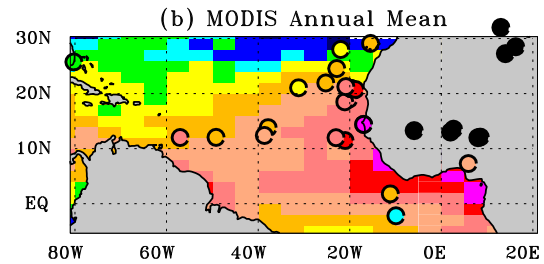 (b) MODIS Annual Mean
30N
20N
10N
EQ
80W 60W 40W 20W 0E 20E